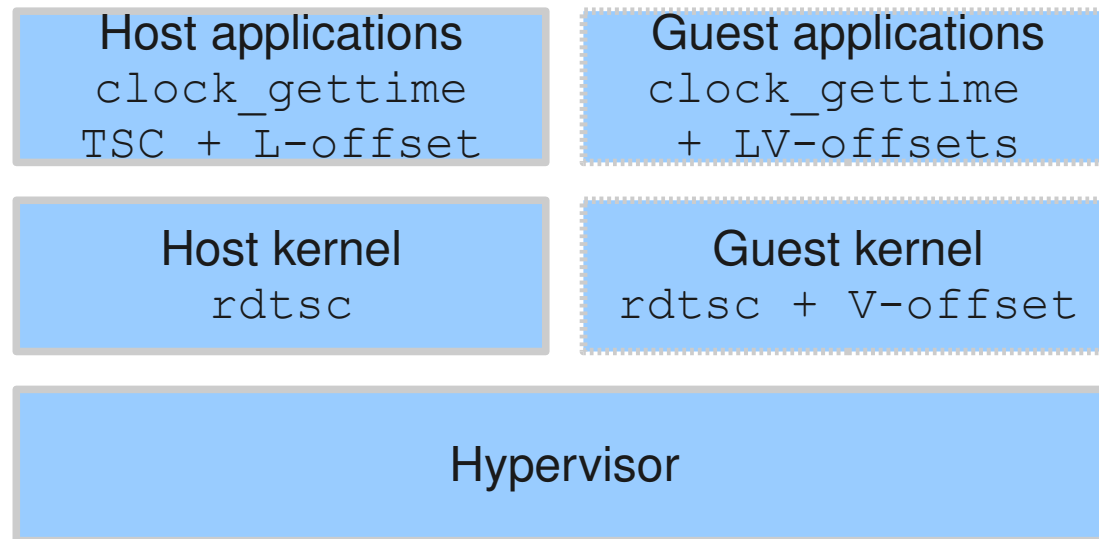 Host applications
clock_gettime
TSC + L-offset
Guest applications
clock_gettime
+ LV-offsets
Host kernel
rdtsc
Guest kernel
rdtsc + V-offset
Hypervisor